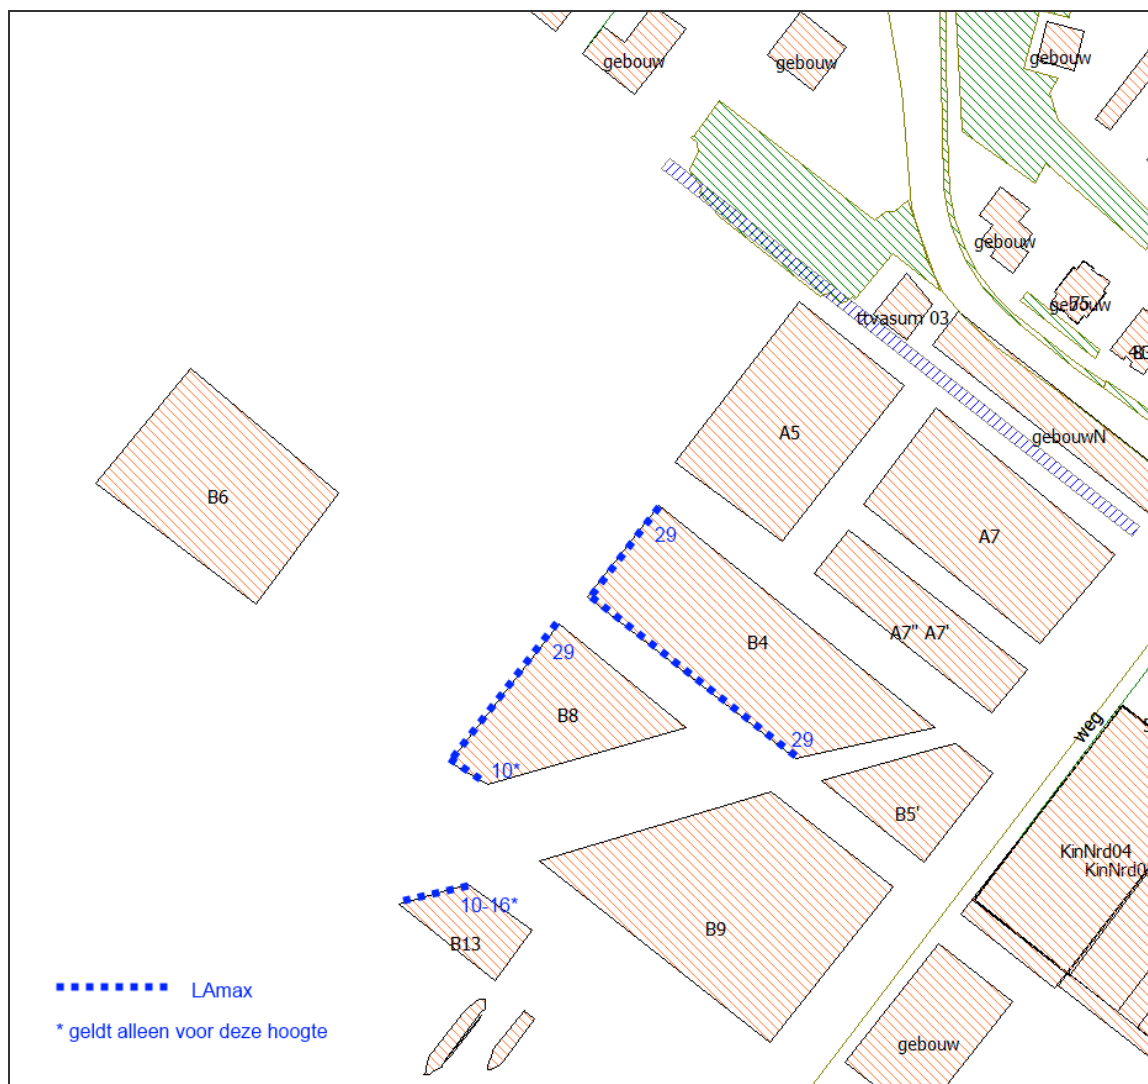 gebouw
gebouw
gebouw
gebouw
ttvasum 03
A5
gebouwN
B6
29
A7
A7" A7'
B4
29
B8
29
10*
weg
B5'
KinNrd04
10-16*
B9
B13
LAmax
* geldt alleen voor deze hoogte
gebouw